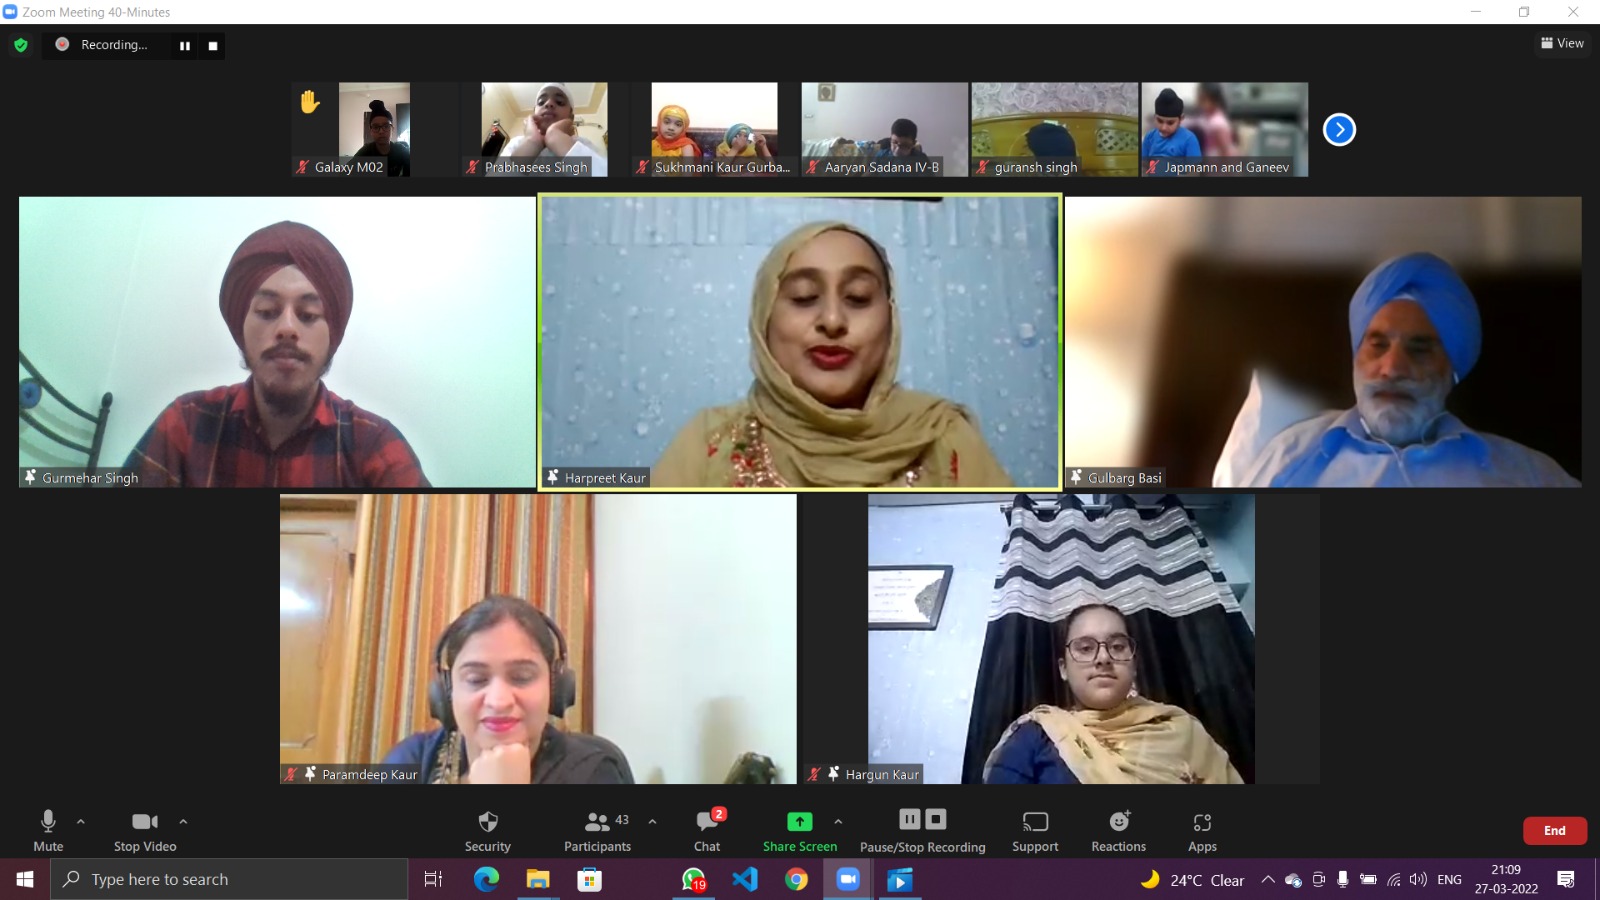 Zoom Meeting 40-Minutes
Recording...
View
Galaxy M02
Prabhasees Singh
Sukhmani Kaur Gurba...
Aaryan Sadana IV-B
guransh singh
Japmann and Ganeev
Gurmehar Singh
Harpreet Kaur
Gulbarg Basi
Paramdeep Kaur
Hargun Kaur
43
2
Mute
Stop Video
Security
Participants
Chat
Share Screen
Pause/Stop Recording
Support
Reactions
Apps
End
Type here to search
19
24°C Clear
ENG
21:09
27-03-2022